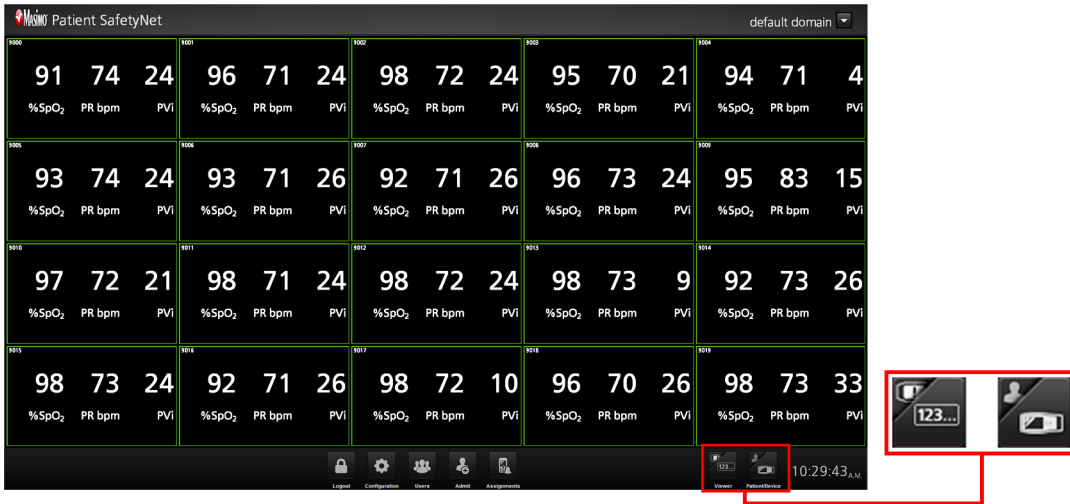 Masimo Patient SafetyNet
default domain
9000 9001 9002 9003 9004
91 74 24 96 71 24 98 72 24 95 70 21 94 71 4
%SpO₂ PR bpm PVi %SpO₂ PR bpm PVi %SpO₂ PR bpm PVi %SpO₂ PR bpm PVi %SpO₂ PR bpm PVi
9005 9006 9007 9008 9009
93 74 24 93 71 26 92 71 26 96 73 24 95 83 15
%SpO₂ PR bpm PVi %SpO₂ PR bpm PVi %SpO₂ PR bpm PVi %SpO₂ PR bpm PVi %SpO₂ PR bpm PVi
9010 9011 9012 9013 9014
97 72 21 98 71 24 98 72 24 98 73 9 92 73 26
%SpO₂ PR bpm PVi %SpO₂ PR bpm PVi %SpO₂ PR bpm PVi %SpO₂ PR bpm PVi %SpO₂ PR bpm PVi
9015 9016 9017 9018 9019
98 73 24 92 71 26 98 72 10 96 70 26 98 73 33
%SpO₂ PR bpm PVi %SpO₂ PR bpm PVi %SpO₂ PR bpm PVi %SpO₂ PR bpm PVi %SpO₂ PR bpm PVi
123...
123...
10:29:43 A.M.
Logout Configuration Users Admit Assignments Viewer Patient/Device